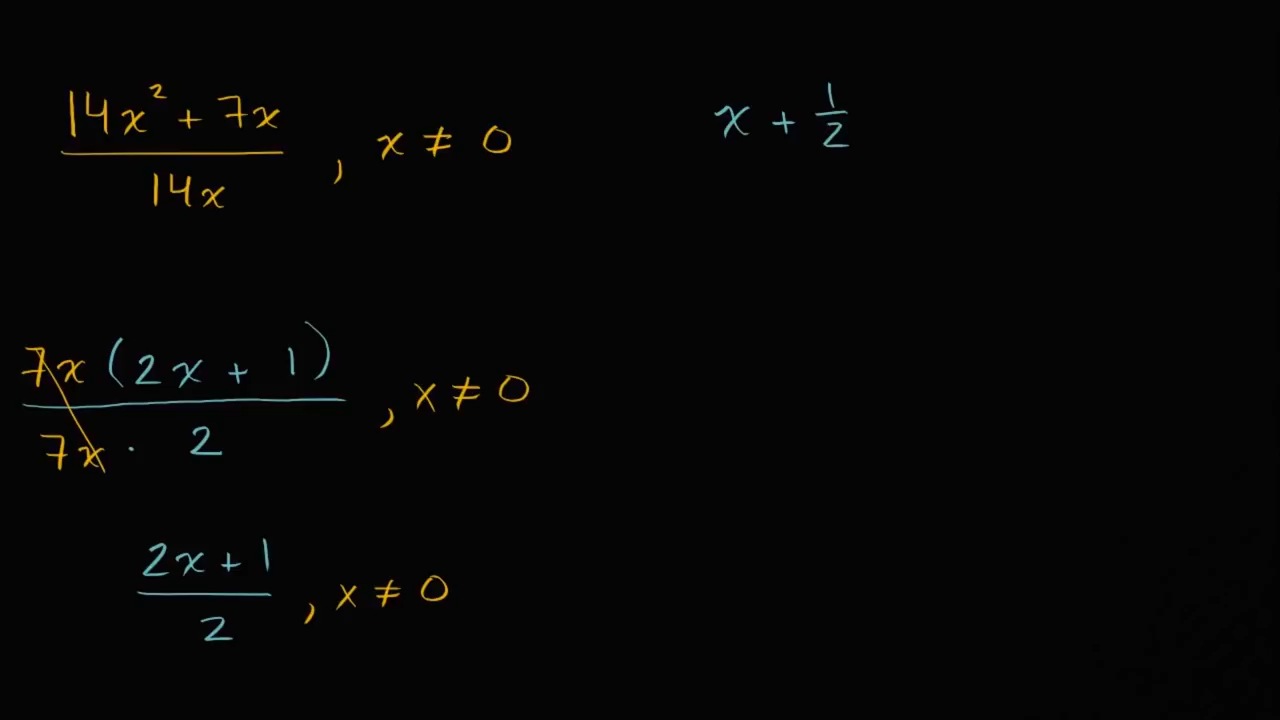 14x² + 7x
14x
, x ≠ 0
x + 1/2
7x (2x + 1)
7x · 2
, x ≠ 0
2x + 1
2
, x ≠ 0